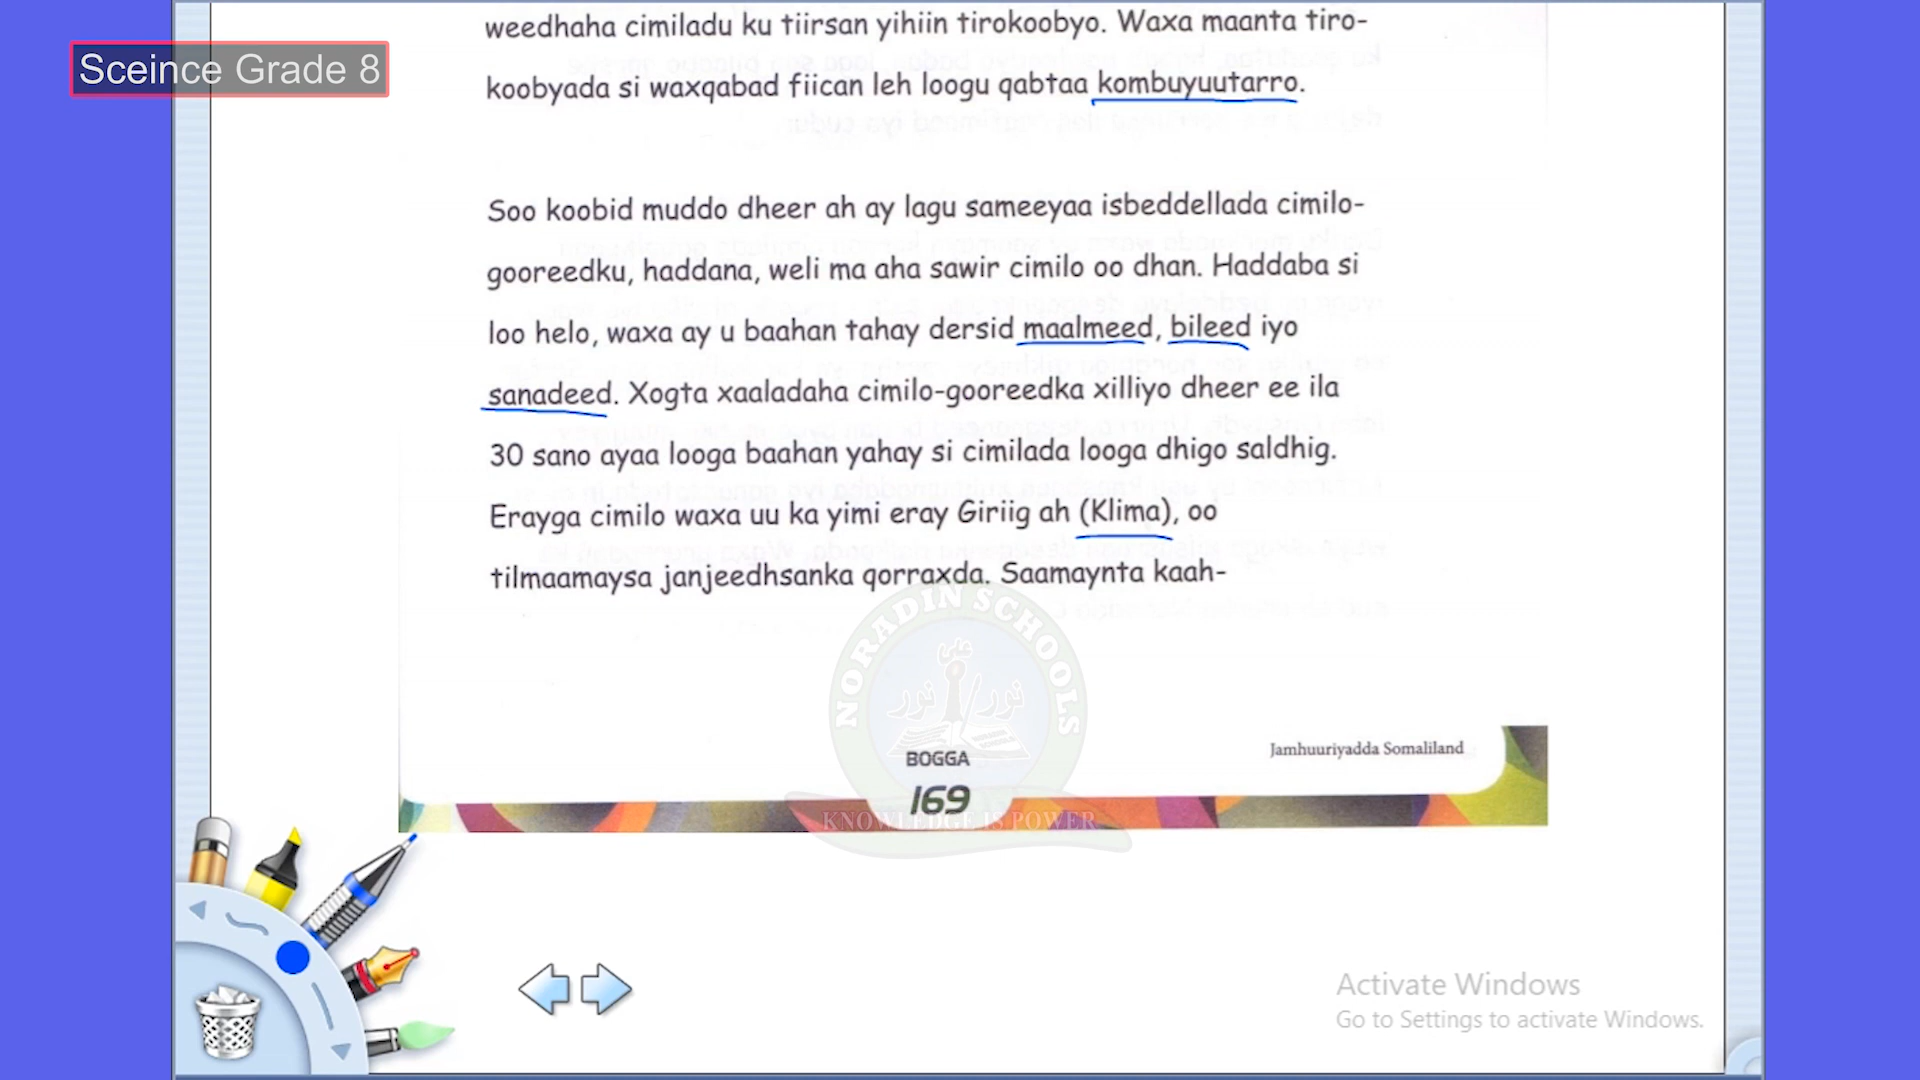 Sceince Grade 8
weedhaha cimiladu ku tiirsan yihiin tirokoobyo. Waxa maanta tiro-
koobyada si waxqabad fiican leh loogu qabtaa kombuyuutarro.
Soo koobid muddo dheer ah ay lagu sameeyaa isbeddellada cimilo-
gooreedku, haddana, weli ma aha sawir cimilo oo dhan. Haddaba si
loo helo, waxa ay u baahan tahay dersid maalmeed, bileed iyo
sanadeed. Xogta xaaladaha cimilo-gooreedka xilliyo dheer ee ila
30 sano ayaa looga baahan yahay si cimilada looga dhigo saldhig.
Erayga cimilo waxa uu ka yimi eray Giriig ah (Klima), oo
tilmaamaysa janjeedhsanka qorraxda. Saamaynta kaah-
NORADIN SCHOOLS
على
نور نور
KNOWLEDGE IS POWER
BOGGA
169
Jamhuuriyadda Somaliland
Activate Windows
Go to Settings to activate Windows.